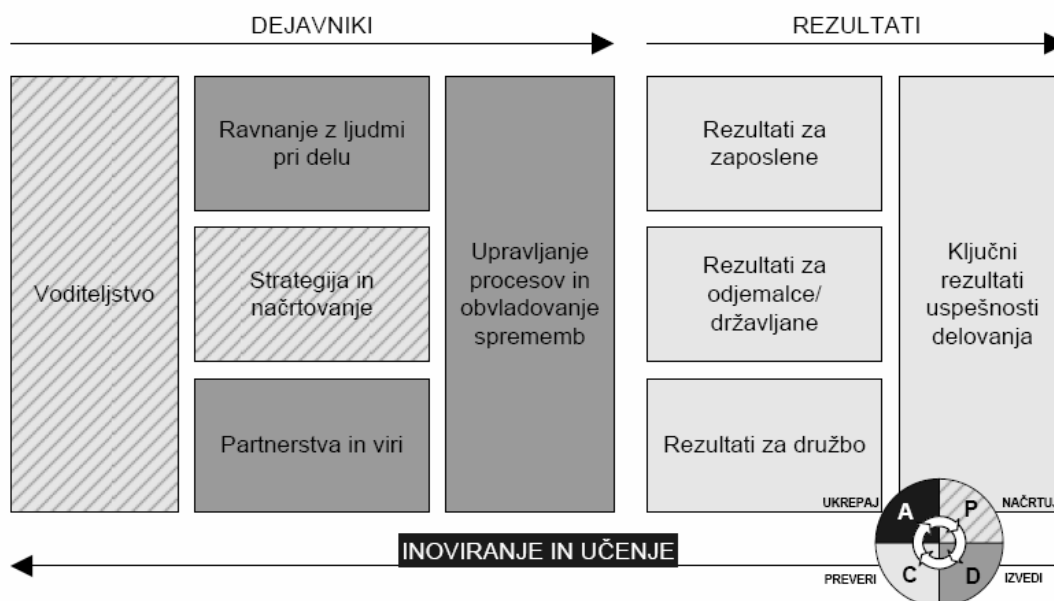 DEJAVNIKI
REZULTATI
Voditeljstvo
Ravnanje z ljudmi
pri delu
Strategija in
načrtovanje
Partnerstva in viri
Upravljanje
procesov in
obvladovanje
sprememb
Rezultati za
zaposlene
Rezultati za
odjemalce/
državljane
Rezultati za družbo
Ključni
rezultati
uspešnosti
delovanja
UKREPAJ
NAČRTUJ
A
P
C
D
PREVERI
IZVEDI
INOVIRANJE IN UČENJE